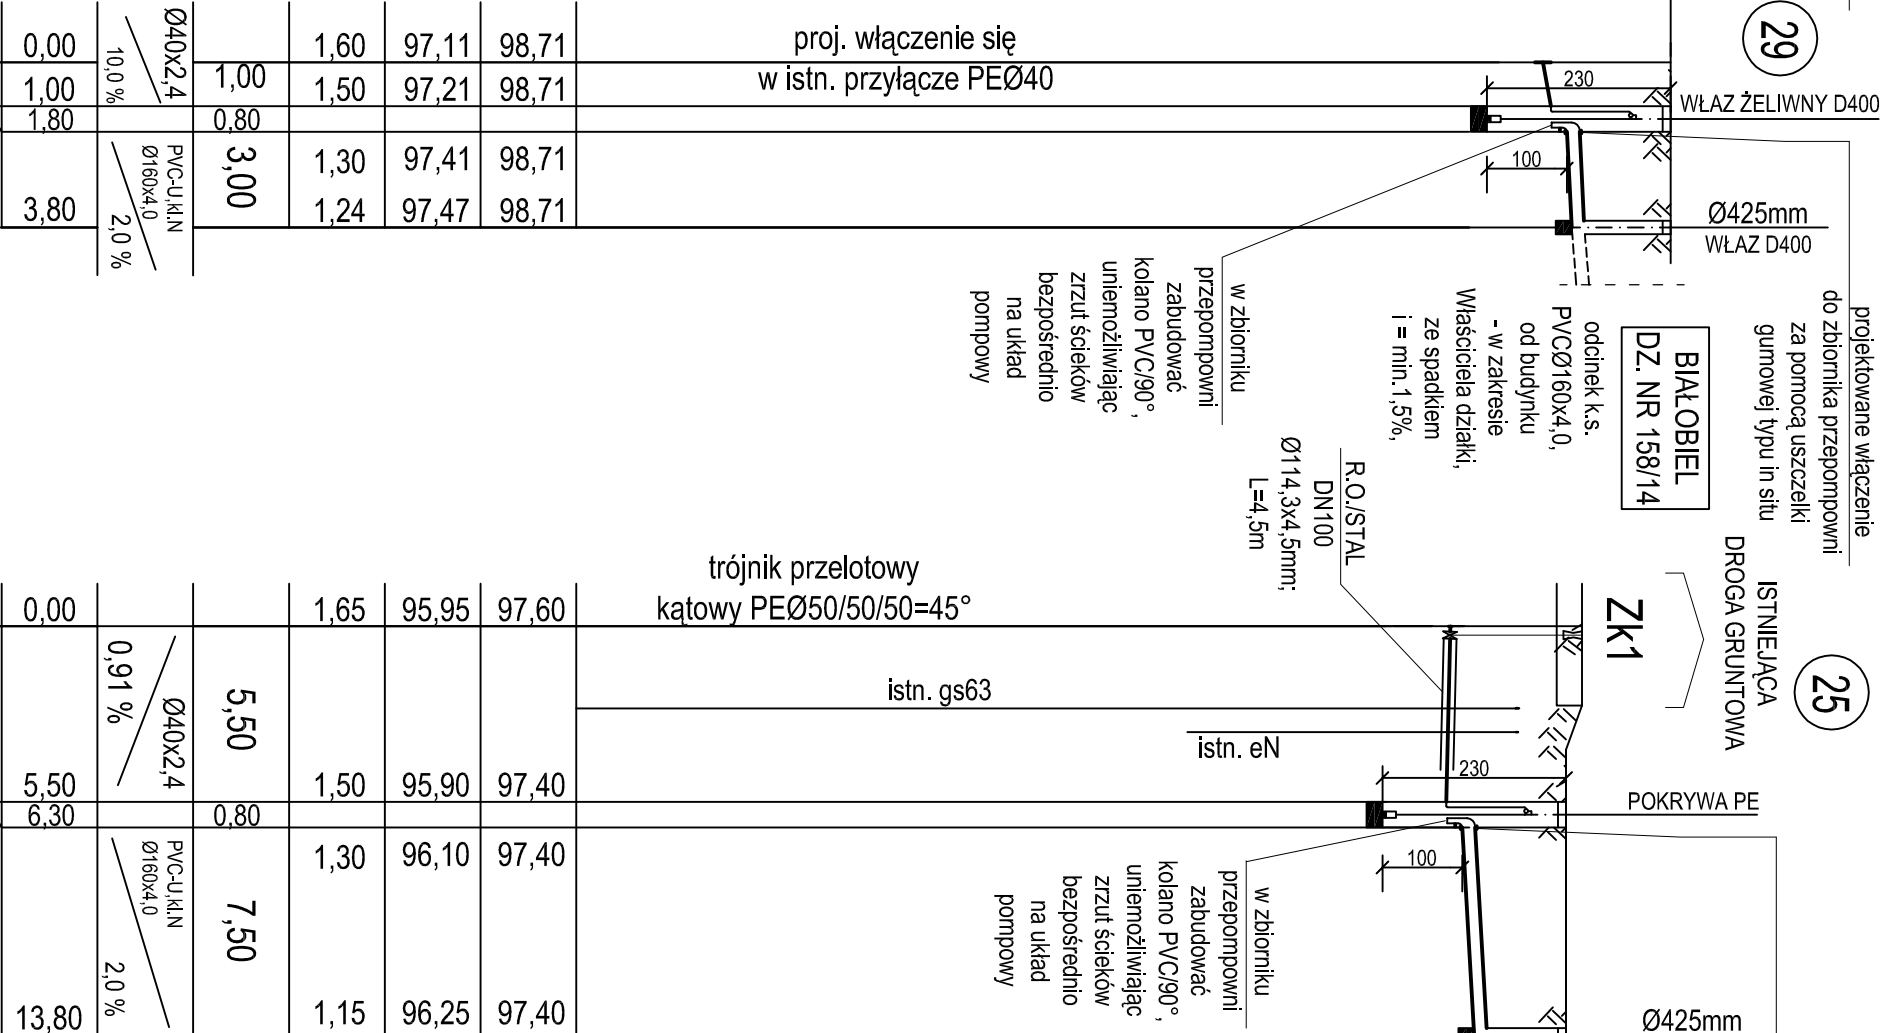 29
proj. włączenie się
w istn. przyłącze PEØ40
0,00
Ø40x2,4
10,0 %
1,60
97,11
98,71
1,00
1,00
1,50
97,21
98,71
1,80
0,80
3,00
1,30
97,41
98,71
PVC-U,kl.N
Ø160x4,0
2,0 %
3,80
1,24
97,47
98,71
230
100
WŁAZ ŻELIWNY D400
Ø425mm
WŁAZ D400
projektowane włączenie
do zbiornika przepompowni
za pomocą uszczelki
gumowej typu in situ
BIAŁOBIEL
DZ. NR 158/14
odcinek k.s.
PVCØ160x4,0,
od budynku
- w zakresie
Właściciela działki,
ze spadkiem
i = min.1,5%,
w zbiorniku
przepompowni
zabudować
kolano PVC/90°,
uniemożliwiając
zrzut ścieków
bezpośrednio
na układ
pompowy
25
ISTNIEJĄCA
DROGA GRUNTOWA
Zk1
R.O./STAL
DN100
Ø114,3x4,5mm;
L=4,5m
trójnik przelotowy
kątowy PEØ50/50/50=45°
0,00
1,65
95,95
97,60
istn. gs63
istn. eN
0,91 %
Ø40x2,4
5,50
5,50
1,50
95,90
97,40
6,30
0,80
1,30
96,10
97,40
PVC-U,kl.N
Ø160x4,0
2,0 %
7,50
13,80
1,15
96,25
97,40
230
100
POKRYWA PE
Ø425mm
w zbiorniku
przepompowni
zabudować
kolano PVC/90°,
uniemożliwiając
zrzut ścieków
bezpośrednio
na układ
pompowy